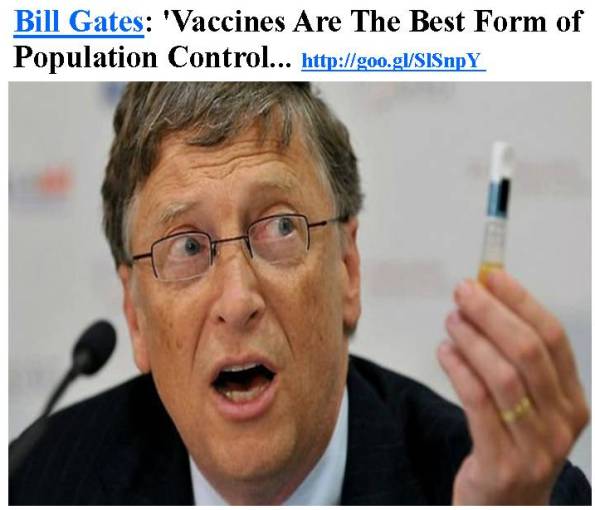 Bill Gates: 'Vaccines Are The Best Form of
Population Control... http://goo.gl/SlSnpY